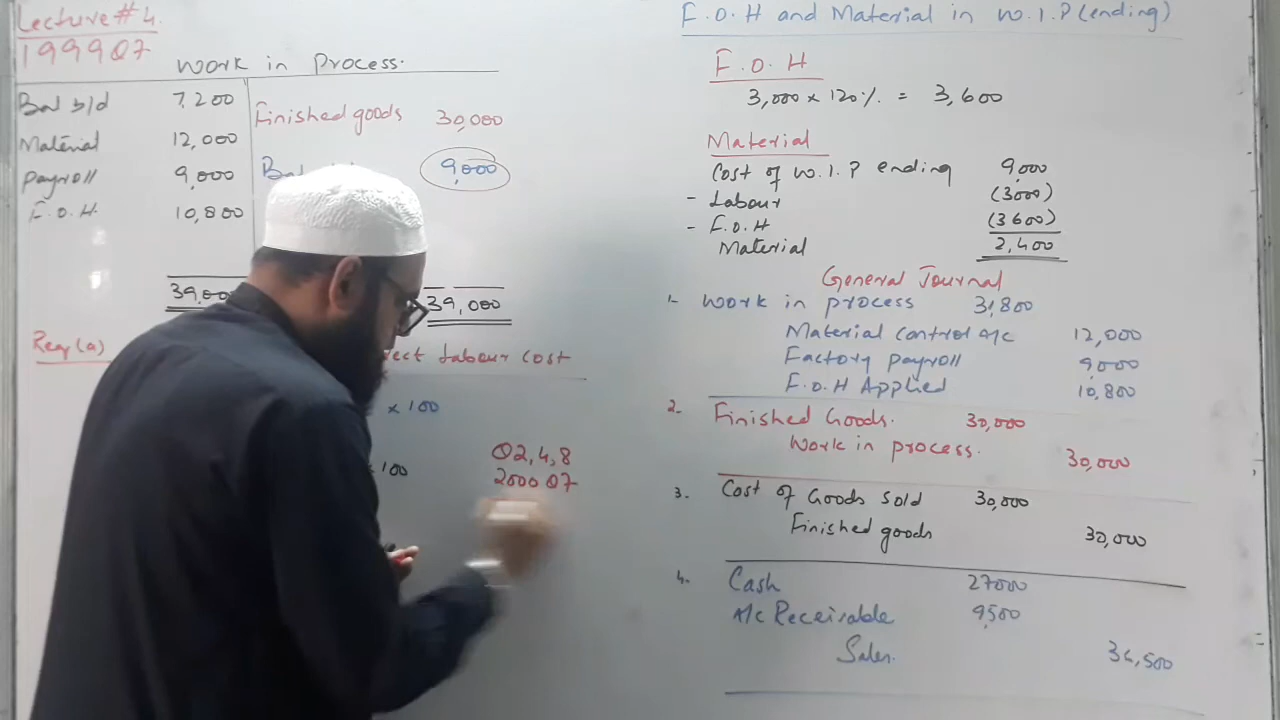 Lecture # 4.
199907
Work in Process.
Bal b/d 7,200
Finished goods 30,000
Material 12,000
9,000
Payroll 9,000
F.O.H. 10,800
39,000
39,000
Req (a)
Labour Cost
x 100
Q2,4,8
x 100
2000 Q7
F.O.H and Material in W.I.P (ending)
F.O.H
3,000 x 120% = 3,600
Material
Cost of W.I.P ending 9,000
- Labour (3000)
- F.O.H (3600)
Material 2,400
General Journal
1- Work in process 31,800
Material control a/c 12,000
Factory payroll 9000
F.O.H Applied 10,800
2. Finished Goods. 30,000
Work in process. 30,000
3. Cost of Goods sold 30,000
Finished goods 30,000
4. Cash 27000
A/c Receivable 9,500
Sales. 36,500